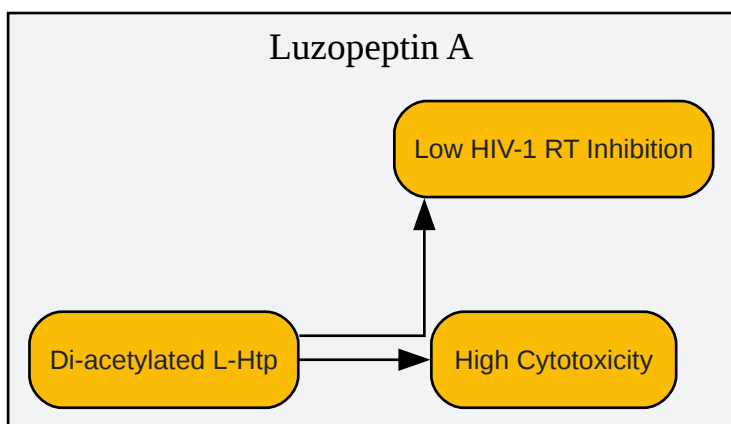 Luzopeptin A
Low HIV-1 RT Inhibition
Di-acetylated L-Htp
High Cytotoxicity